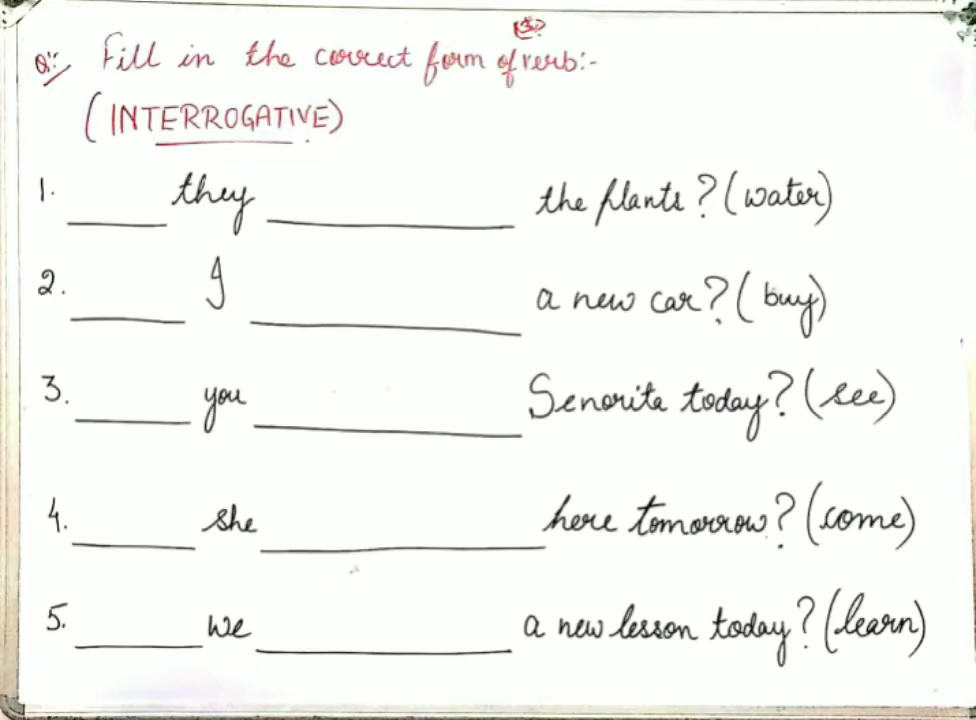 Q:- Fill in the correct form of verb:-
(INTERROGATIVE)
1. ____ they ________ the plants? (water)
2. ____ I ________ a new car? (buy)
3. ____ you ________ Senorita today? (see)
4. ____ she ________ here tomorrow? (come)
5. ____ we ________ a new lesson today? (learn)